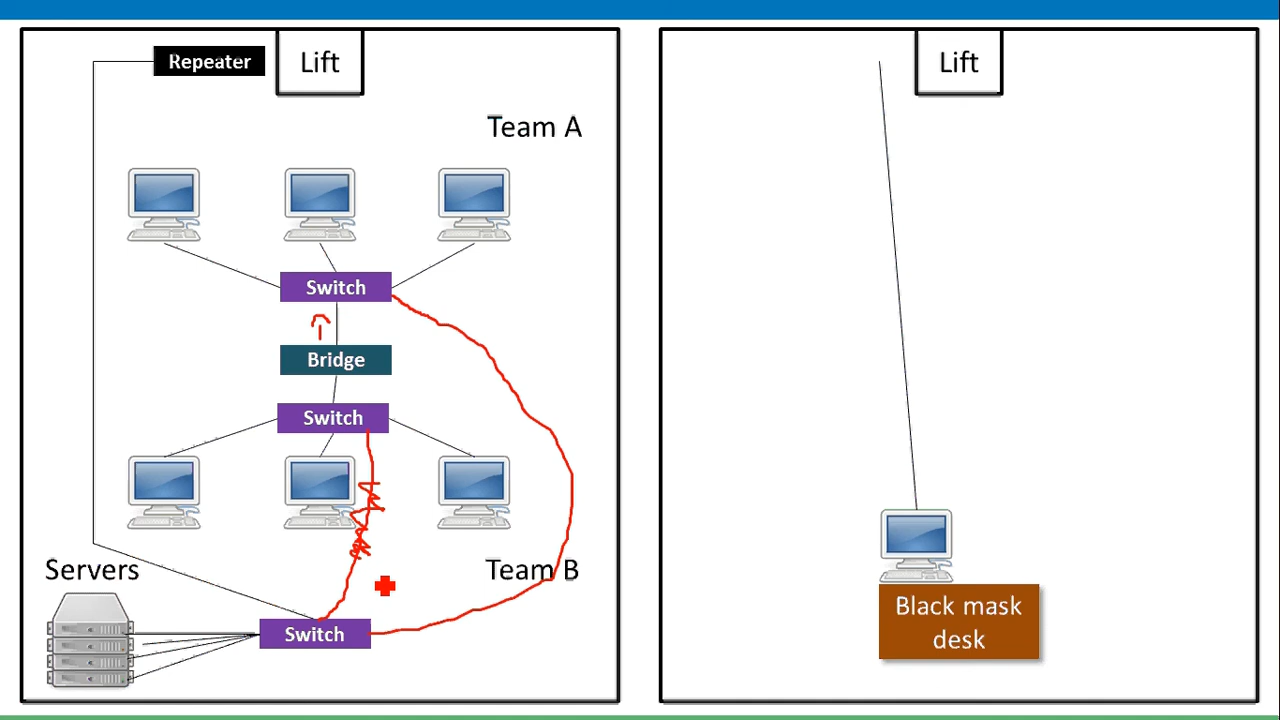 Repeater
Lift
Team A
Switch
Bridge
Switch
Servers
Team B
Switch
Lift
Black mask
desk